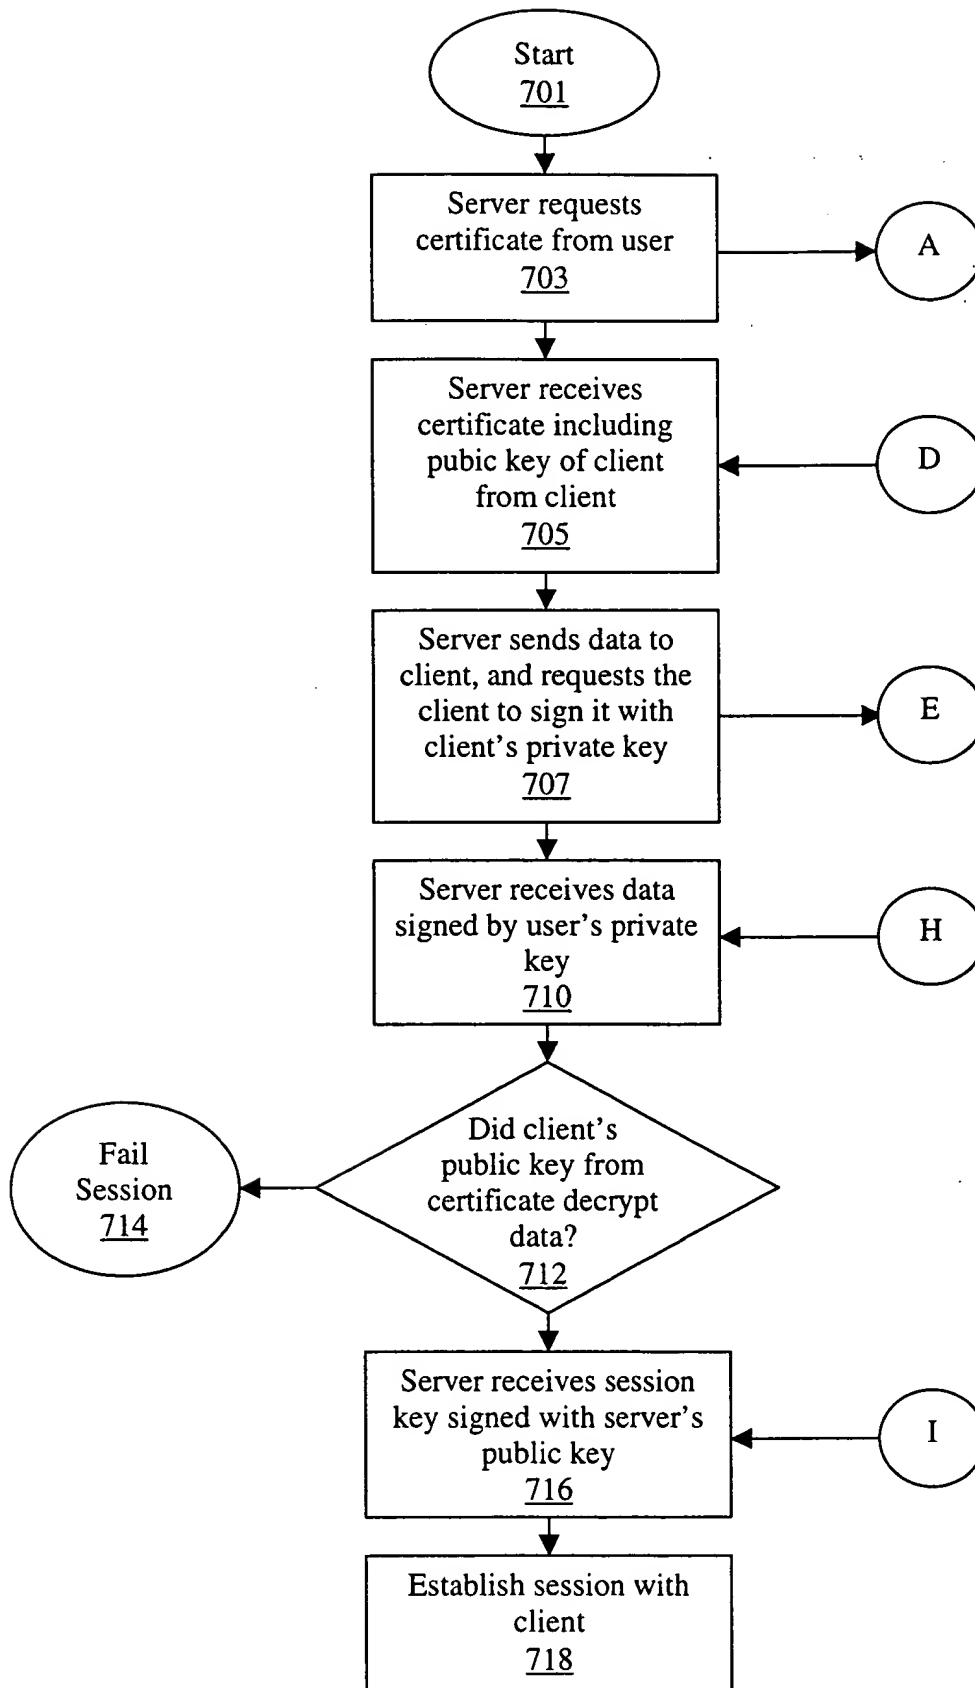 Start
701
Server requests
certificate from user
703
A
Server receives
certificate including
pubic key of client
from client
705
D
Server sends data to
client, and requests the
client to sign it with
client's private key
707
E
Server receives data
signed by user's private
key
710
H
Did client's
public key from
certificate decrypt
data?
712
Fail
Session
714
Server receives session
key signed with server's
public key
716
I
Establish session with
client
718